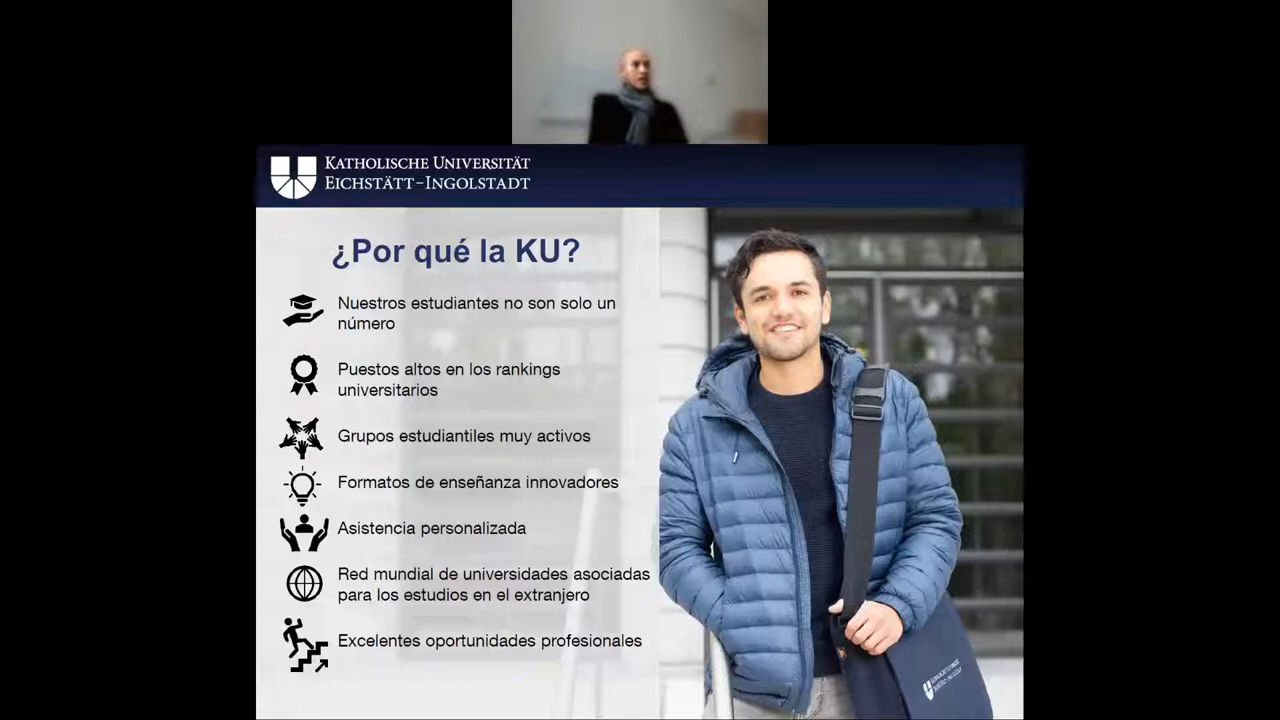 KATHOLISCHE UNIVERSITÄT
EICHSTÄTT-INGOLSTADT
¿Por qué la KU?
Nuestros estudiantes no son solo un
número
Puestos altos en los rankings
universitarios
Grupos estudiantiles muy activos
Formatos de enseñanza innovadores
Asistencia personalizada
Red mundial de universidades asociadas
para los estudios en el extranjero
Excelentes oportunidades profesionales